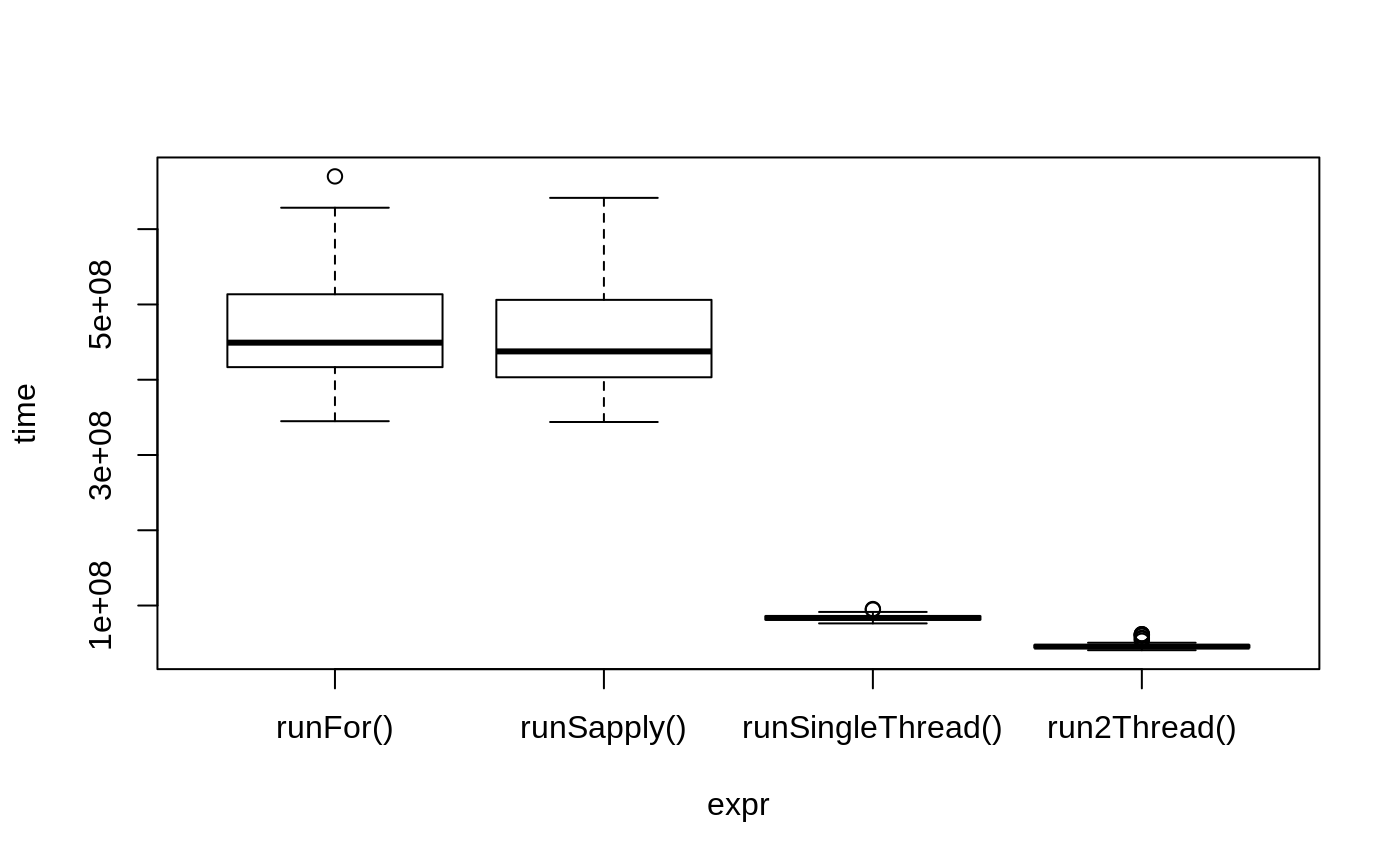 time
5e+08
3e+08
1e+08
runFor()
runSapply()
runSingleThread()
run2Thread()
expr